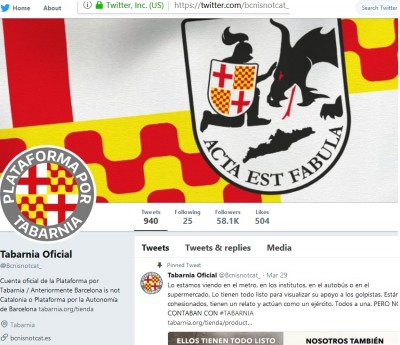 Home About Twitter, Inc. (US) https://twitter.com/bcnisnotcat_ Search Twitter
ACTA EST FABULA
PLATAFORMA POR TABARNIA
Tweets Following Followers Likes
940 25 58.1K 504
Tabarnia Oficial
@Bcnisnotcat_
Cuenta oficial de la Plataforma por
Tabarnia / Anteriormente Barcelona is not
Catalonia o Plataforma por la Autonomía
de Barcelona tabarnia.org/tienda
Tabarnia
bcnisnotcat.es
Tweets Tweets & replies Media
Pinned Tweet
Tabarnia Oficial @Bcnisnotcat_ · Mar 29
Lo estamos viendo en el metro, en los institutos, en el autobús o en el
supermercado. Lo tienen todo listo para visualizar su apoyo a los golpistas. Están
cohesionados, tienen un relato y actúan como un ejército. Todos a una. PERO NO
CONTABAN CON #TABARNIA
tabarnia.org/tienda/product...
ELLOS TIENEN TODO LISTO NOSOTROS TAMBIÉN